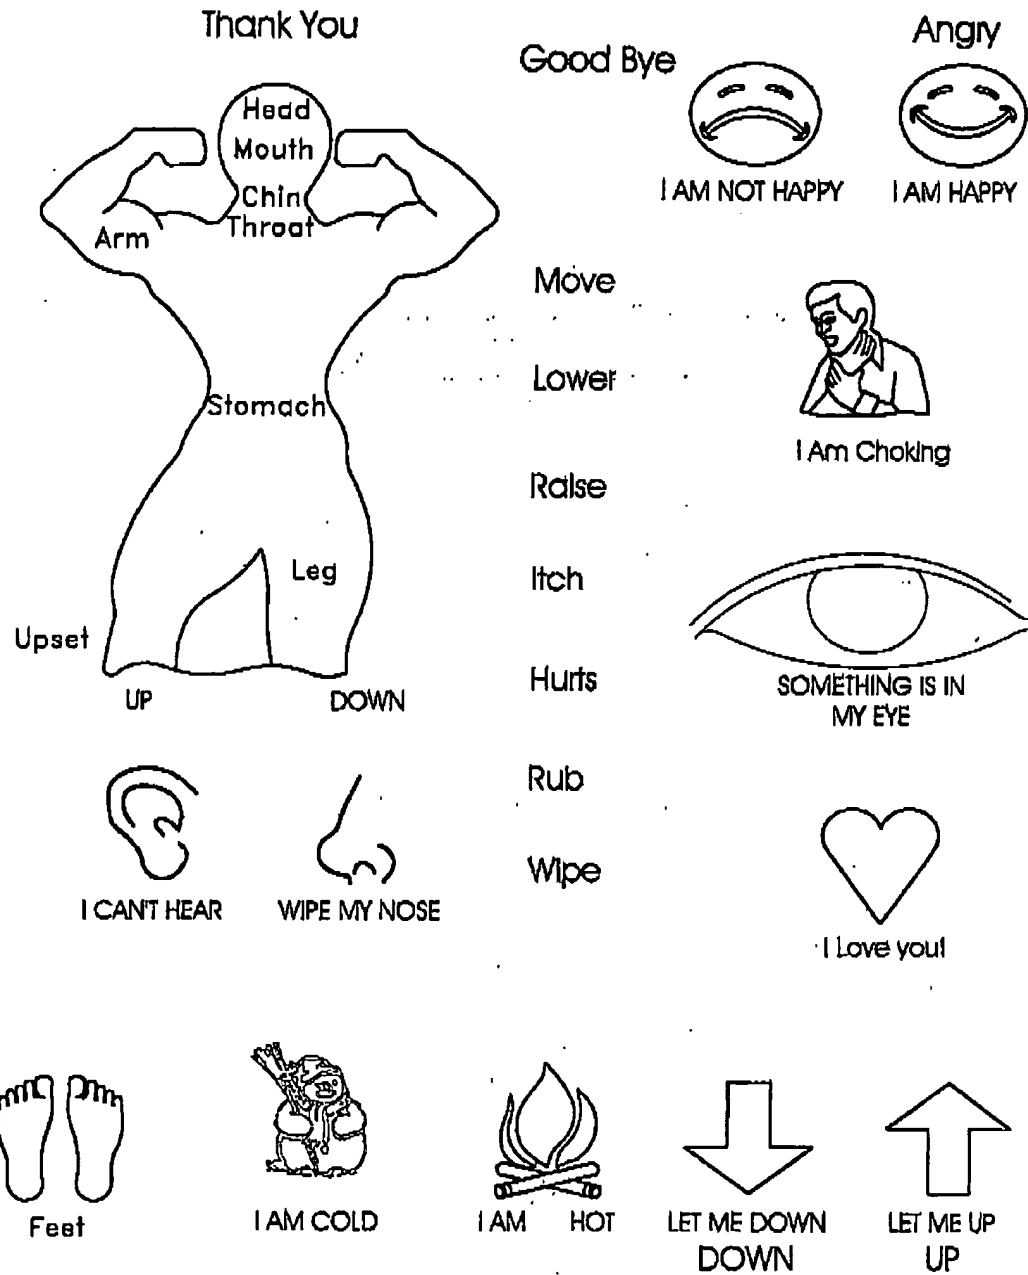 Thank You
Good Bye
Angry
I AM NOT HAPPY
I AM HAPPY
Head
Mouth
Chin
Throat
Arm
Stomach
Leg
Upset
UP
DOWN
Move
Lower
Raise
Itch
Hurts
Rub
Wipe
I Am Choking
SOMETHING IS IN
MY EYE
I CAN'T HEAR
WIPE MY NOSE
I Love you!
Feet
I AM COLD
I AM HOT
LET ME DOWN
DOWN
LET ME UP
UP